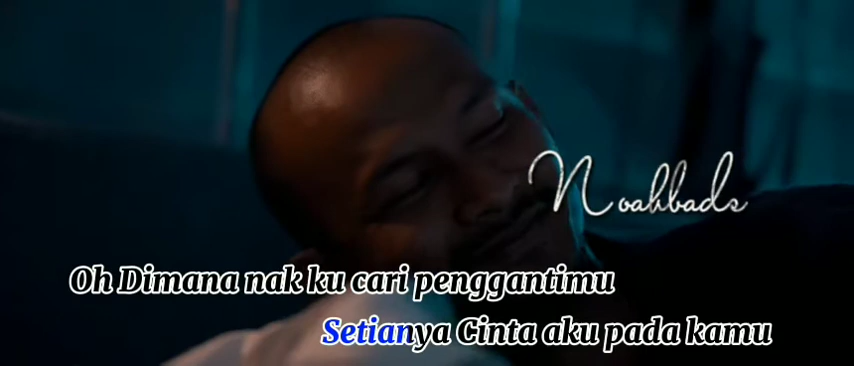 Noahbads
Oh Dimana nak ku cari penggantimu
Setianya Cinta aku pada kamu